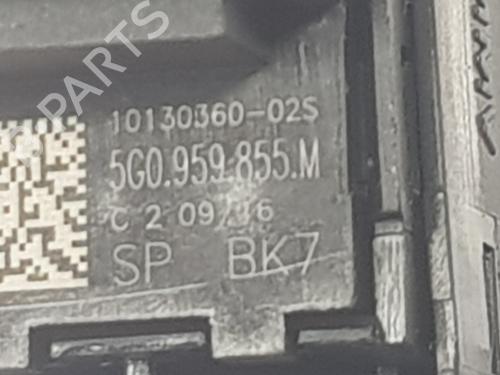 10130360-02S
5G0.959.855.M
C 2 09/16
SP BK7
B-PARTS